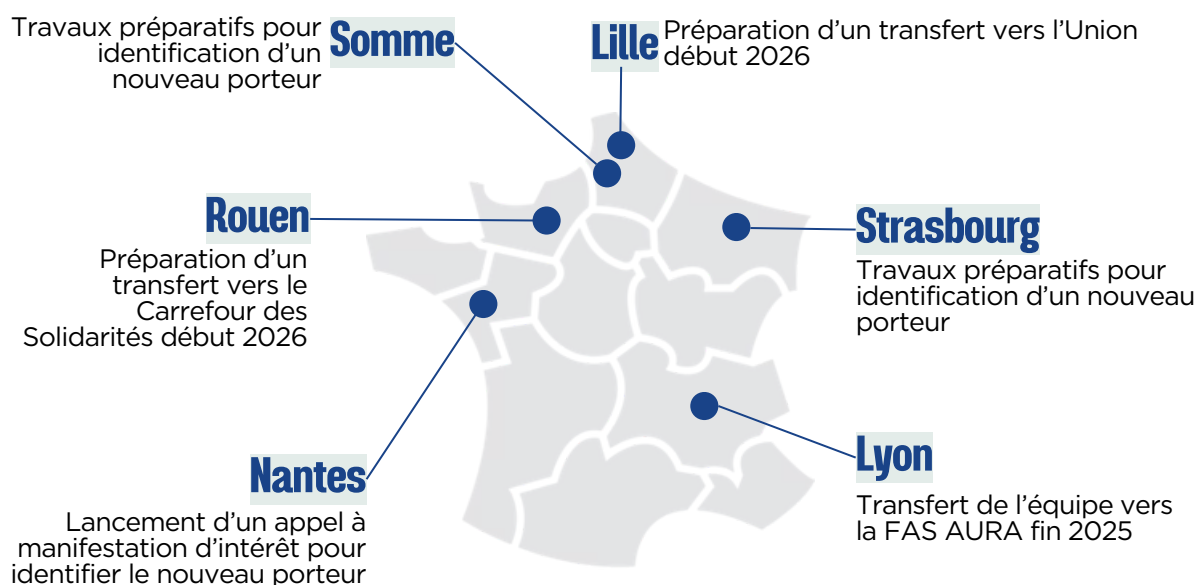 Somme
Travaux préparatifs pour
identification d’un
nouveau porteur
Lille
Préparation d’un transfert vers l’Union
début 2026
Rouen
Préparation d’un
transfert vers le
Carrefour des
Solidarités début 2026
Strasbourg
Travaux préparatifs pour
identification d’un nouveau
porteur
Nantes
Lancement d’un appel à
manifestation d’intérêt pour
identifier le nouveau porteur
Lyon
Transfert de l’équipe vers
la FAS AURA fin 2025